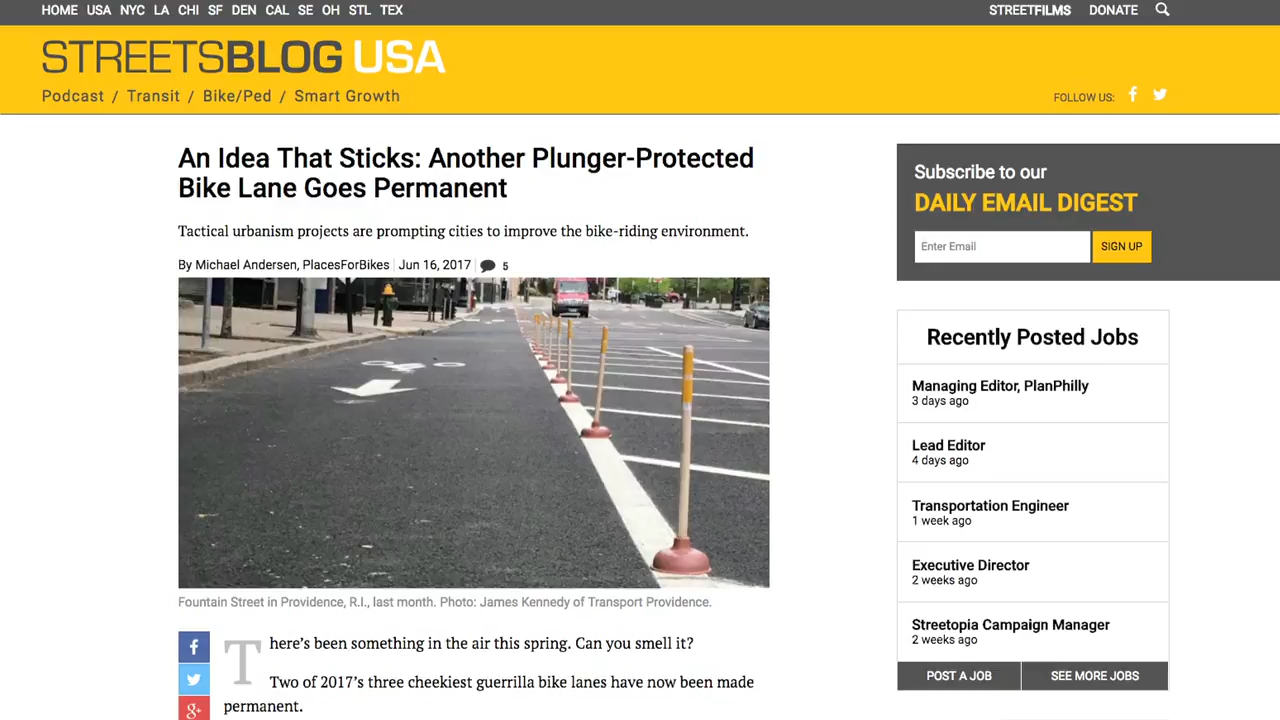 HOME USA NYC LA CHI SF DEN CAL SE OH STL TEX
STREETFILMS DONATE
STREETSBLOG USA
Podcast / Transit / Bike/Ped / Smart Growth
FOLLOW US:
An Idea That Sticks: Another Plunger-Protected
Bike Lane Goes Permanent
Tactical urbanism projects are prompting cities to improve the bike-riding environment.
By Michael Andersen, PlacesForBikes | Jun 16, 2017 | 5
Fountain Street in Providence, R.I., last month. Photo: James Kennedy of Transport Providence.
There's been something in the air this spring. Can you smell it?
Two of 2017's three cheekiest guerrilla bike lanes have now been made
permanent.
Subscribe to our
DAILY EMAIL DIGEST
Enter Email SIGN UP
Recently Posted Jobs
Managing Editor, PlanPhilly
3 days ago
Lead Editor
4 days ago
Transportation Engineer
1 week ago
Executive Director
2 weeks ago
Streetopia Campaign Manager
2 weeks ago
POST A JOB SEE MORE JOBS